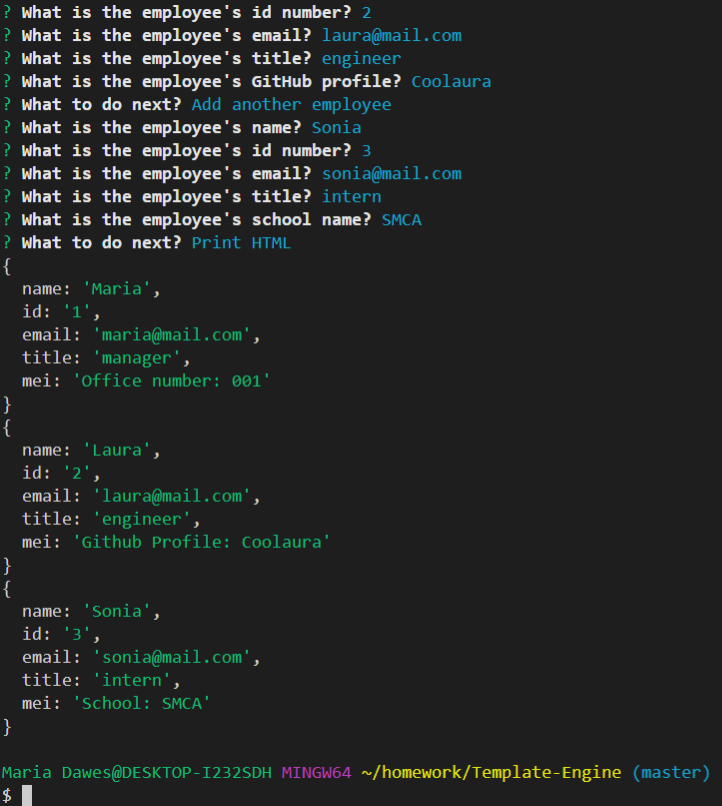 ? What is the employee's id number? 2
? What is the employee's email? laura@mail.com
? What is the employee's title? engineer
? What is the employee's GitHub profile? Coolaura
? What to do next? Add another employee
? What is the employee's name? Sonia
? What is the employee's id number? 3
? What is the employee's email? sonia@mail.com
? What is the employee's title? intern
? What is the employee's school name? SMCA
? What to do next? Print HTML
{
  name: 'Maria',
  id: '1',
  email: 'maria@mail.com',
  title: 'manager',
  mei: 'Office number: 001'
}
{
  name: 'Laura',
  id: '2',
  email: 'laura@mail.com',
  title: 'engineer',
  mei: 'Github Profile: Coolaura'
}
{
  name: 'Sonia',
  id: '3',
  email: 'sonia@mail.com',
  title: 'intern',
  mei: 'School: SMCA'
}
Maria Dawes@DESKTOP-I232SDH MINGW64 ~/homework/Template-Engine (master)
$